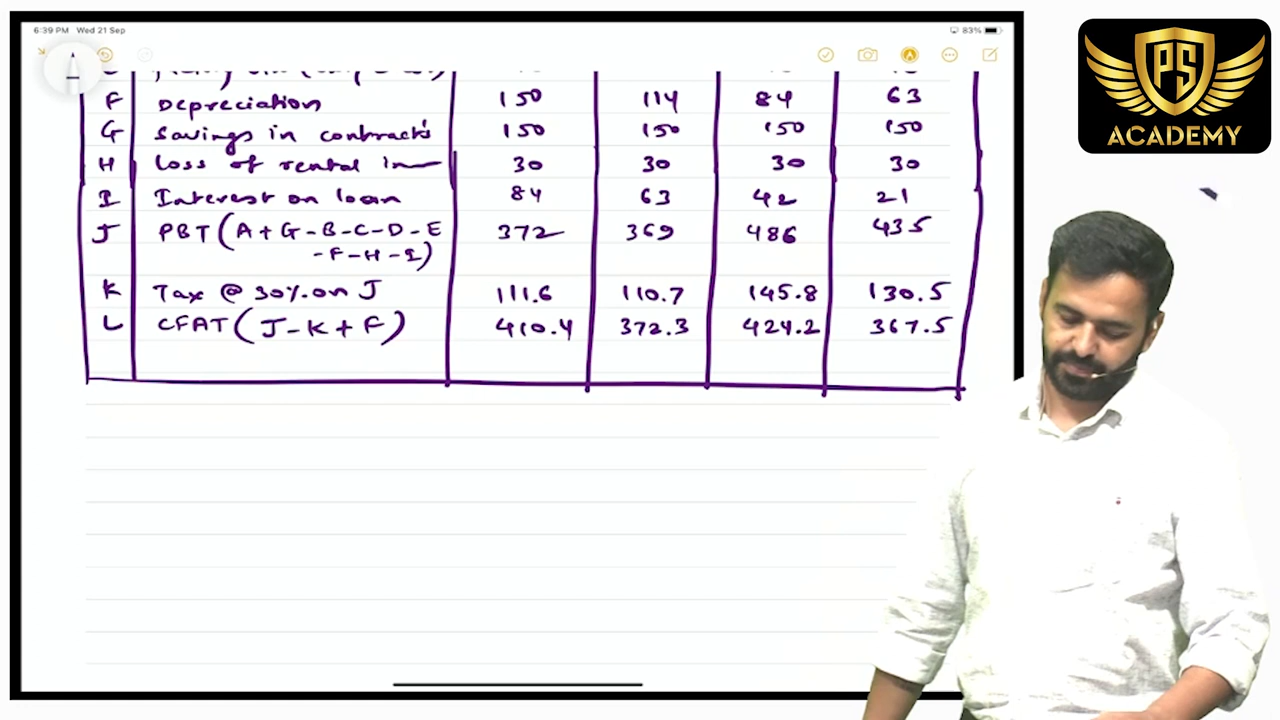 6:39 PM Wed 21 Sep 83%
F Depreciation 150 114 84 63
G Savings in contract's 150 150 150 150
H Loss of rental in 30 30 30 30
I Interest on loan 84 63 42 21
J PBT (A+G-B-C-D-E 372 369 486 435
-F-H-I)
K Tax @ 30% on J 111.6 110.7 145.8 130.5
L CFAT (J-K+F) 410.4 372.3 424.2 367.5
PS
ACADEMY